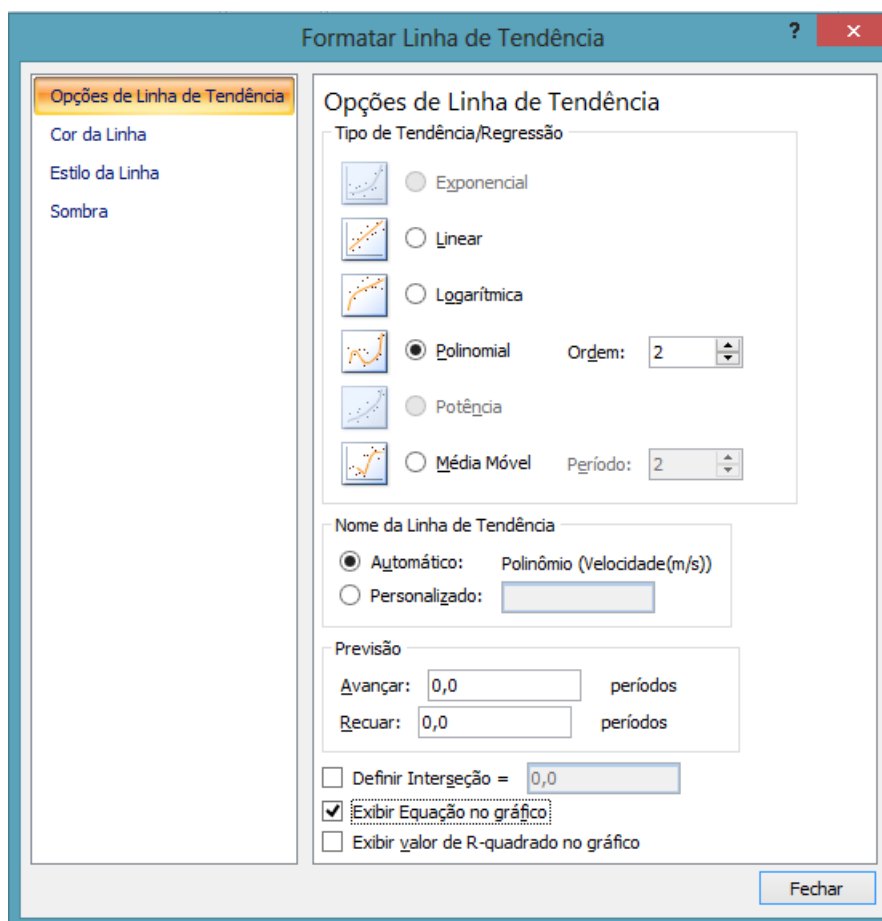 Formatar Linha de Tendência
?
x
Opções de Linha de Tendência
Cor da Linha
Estilo da Linha
Sombra
Opções de Linha de Tendência
Tipo de Tendência/Regressão
Exponencial
Linear
Logarítmica
Polinomial Ordem: 2
Potência
Média Móvel Período: 2
Nome da Linha de Tendência
Automático: Polinômio (Velocidade(m/s))
Personalizado:
Previsão
Avançar: 0,0 períodos
Recuar: 0,0 períodos
Definir Interseção = 0,0
Exibir Equação no gráfico
Exibir valor de R-quadrado no gráfico
Fechar